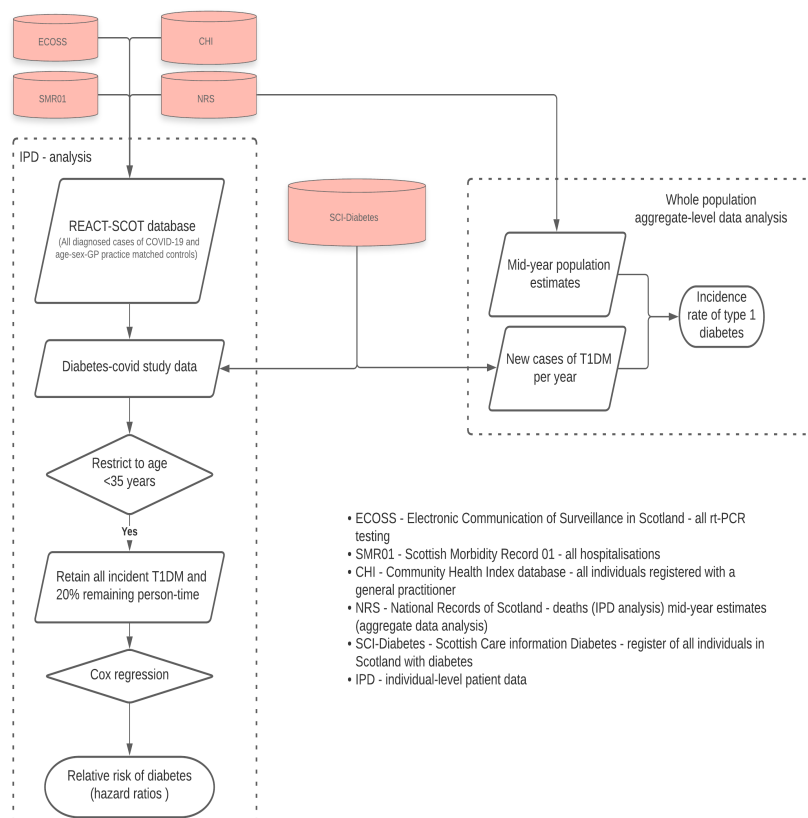 ECOSS
CHI
SMR01
NRS
IPD - analysis
REACT-SCOT database
(All diagnosed cases of COVID-19 and
age-sex-GP practice matched controls)
SCI-Diabetes
Whole population
aggregate-level data analysis
Mid-year population
estimates
Incidence
rate of type 1
diabetes
New cases of T1DM
per year
Diabetes-covid study data
Restrict to age
<35 years
Yes
Retain all incident T1DM and
20% remaining person-time
Cox regression
Relative risk of diabetes
(hazard ratios )
• ECOSS - Electronic Communication of Surveillance in Scotland - all rt-PCR
testing
• SMR01 - Scottish Morbidity Record 01 - all hospitalisations
• CHI - Community Health Index database - all individuals registered with a
general practitioner
• NRS - National Records of Scotland - deaths (IPD analysis) mid-year estimates
(aggregate data analysis)
• SCI-Diabetes - Scottish Care information Diabetes - register of all individuals in
Scotland with diabetes
• IPD - individual-level patient data